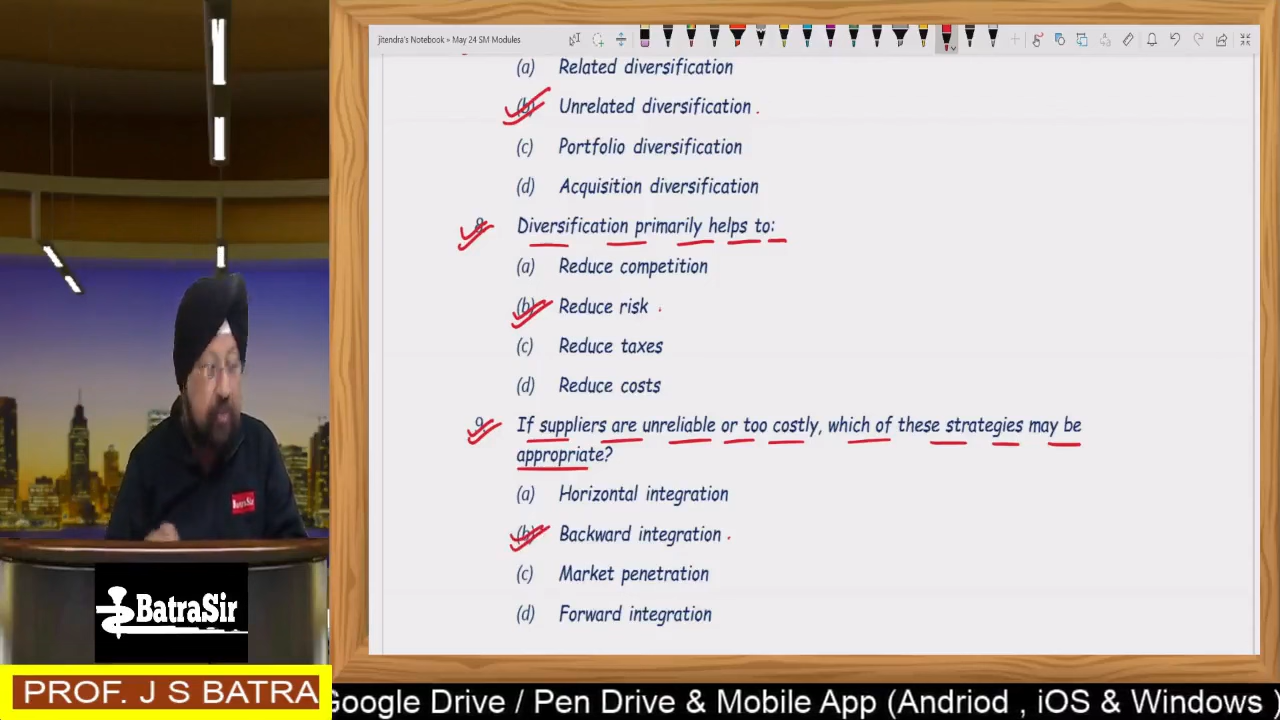 jitendra's Notebook » May 24 SM Modules
(a) Related diversification
(b) Unrelated diversification
(c) Portfolio diversification
(d) Acquisition diversification
8. Diversification primarily helps to:
(a) Reduce competition
(b) Reduce risk
(c) Reduce taxes
(d) Reduce costs
9. If suppliers are unreliable or too costly, which of these strategies may be
appropriate?
(a) Horizontal integration
(b) Backward integration
(c) Market penetration
(d) Forward integration
BatraSir
BatraSir
PROF. J S BATRA
Google Drive / Pen Drive & Mobile App (Andriod , iOS & Windows )